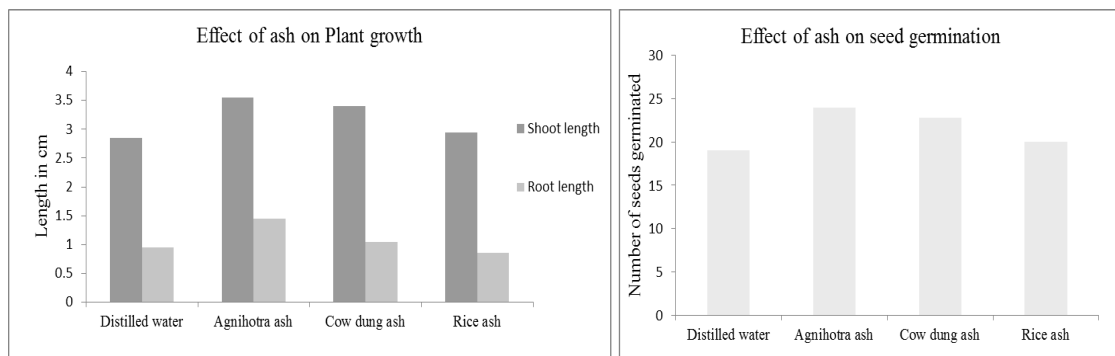 Effect of ash on Plant growth
Length in cm
4
3.5
3
2.5
2
1.5
1
0.5
0
Distilled water Agnihotra ash Cow dung ash Rice ash
Shoot length
Root length
Effect of ash on seed germination
Number of seeds germinated
30
25
20
15
10
5
0
Distilled water Agnihotra ash Cow dung ash Rice ash